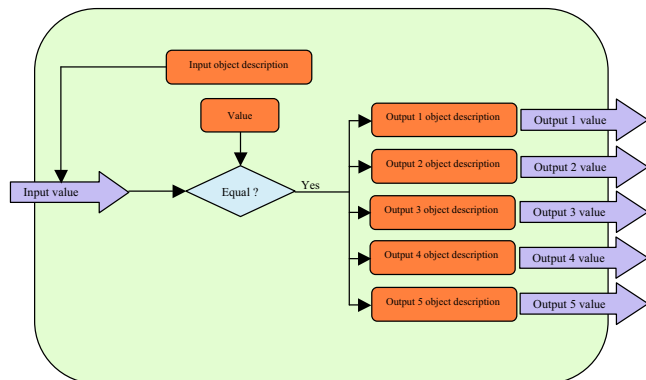 Input object description
Value
Input value
Equal ?
Yes
Output 1 object description
Output 1 value
Output 2 object description
Output 2 value
Output 3 object description
Output 3 value
Output 4 object description
Output 4 value
Output 5 object description
Output 5 value